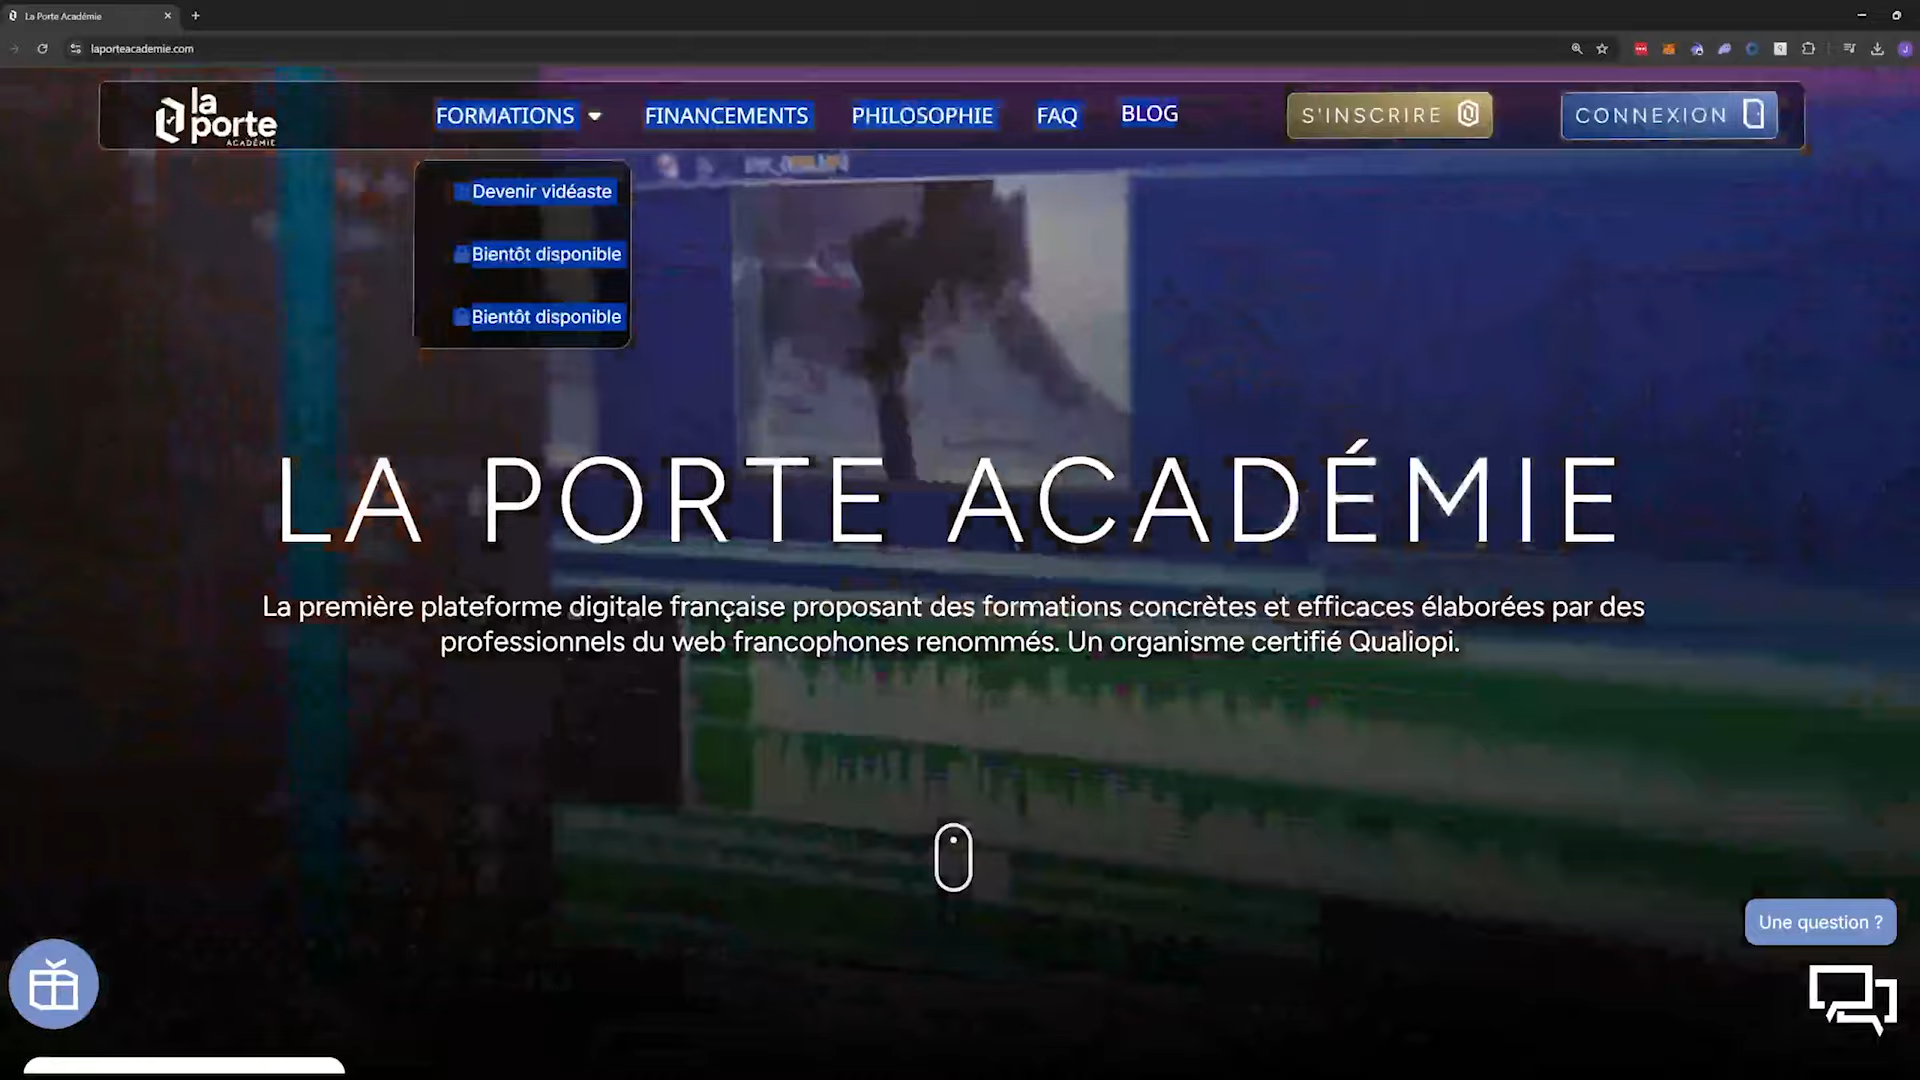 La Porte Académie
laporteacademie.com
la porte
ACADÉMIE
FORMATIONS
FINANCEMENTS
PHILOSOPHIE
FAQ
BLOG
S'INSCRIRE
CONNEXION
Devenir vidéaste
Bientôt disponible
Bientôt disponible
LA PORTE ACADÉMIE
La première plateforme digitale française proposant des formations concrètes et efficaces élaborées par des
professionnels du web francophones renommés. Un organisme certifié Qualiopi.
Une question ?